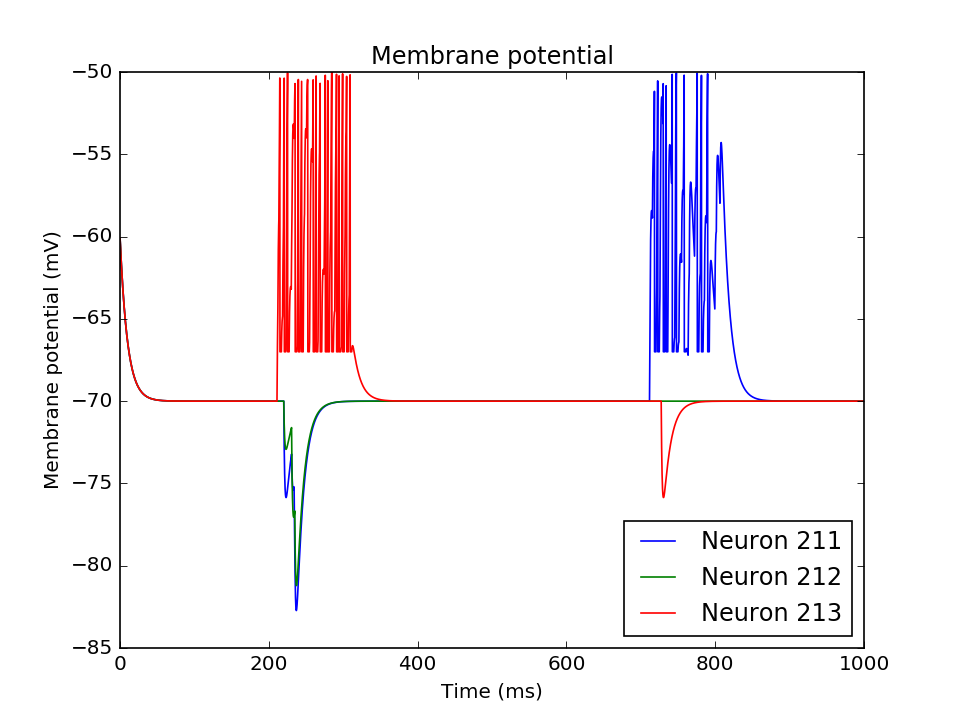 Membrane potential
−50
−55
−60
−65
−70
−75
−80
−85
Membrane potential (mV)
0
200
400
600
800
1000
Time (ms)
Neuron 211
Neuron 212
Neuron 213